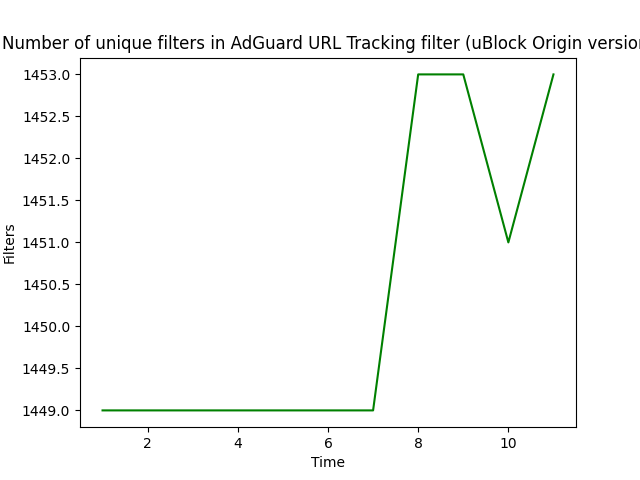 Number of unique filters in AdGuard URL Tracking filter (uBlock Origin version
1453.0
1452.5
1452.0
1451.5
1451.0
1450.5
1450.0
1449.5
1449.0
Filters
2 4 6 8 10
Time